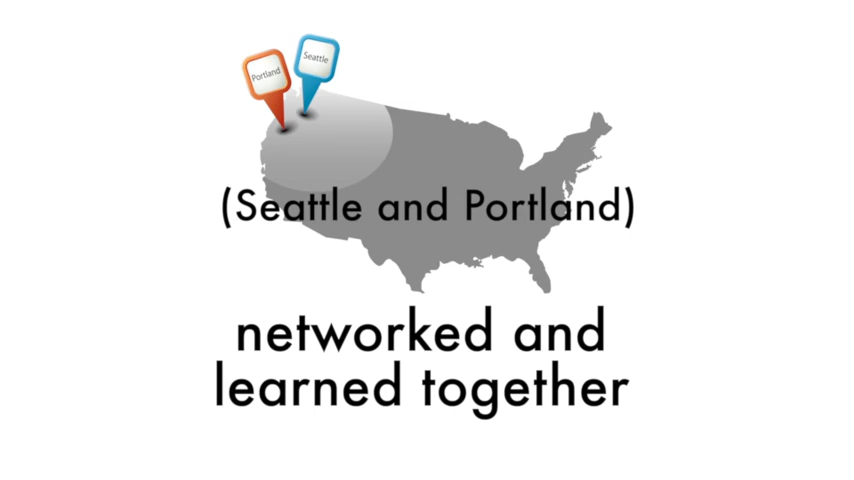 Seattle
Portland
(Seattle and Portland)
networked and
learned together